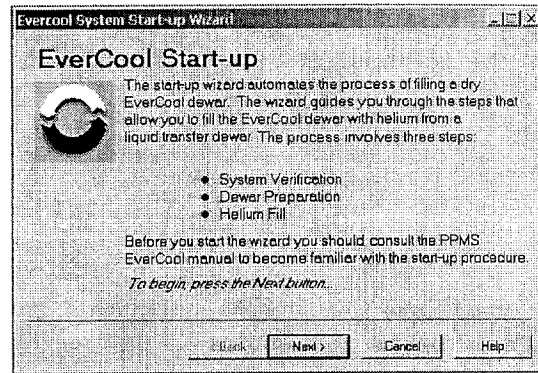 Evercool System Start-up Wizard
EverCool Start-up
The start-up wizard automates the process of filling a dry
EverCool dewar. The wizard guides you through the steps that
allow you to fill the EverCool dewar with helium from a
liquid transfer dewar. The process involves three steps:
• System Verification
• Dewar Preparation
• Helium Fill
Before you start the wizard you should consult the PPMS
EverCool manual to become familiar with the start-up procedure.
To begin, press the Next button...
< Back Next > Cancel Help